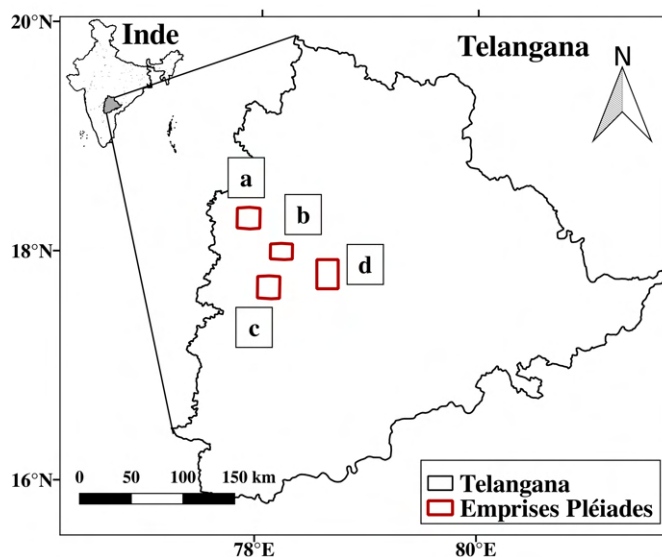 20°N
Inde
Telangana
N
a
b
18°N
d
c
0 50 100 150 km
16°N
Telangana
Emprises Pléiades
78°E
80°E